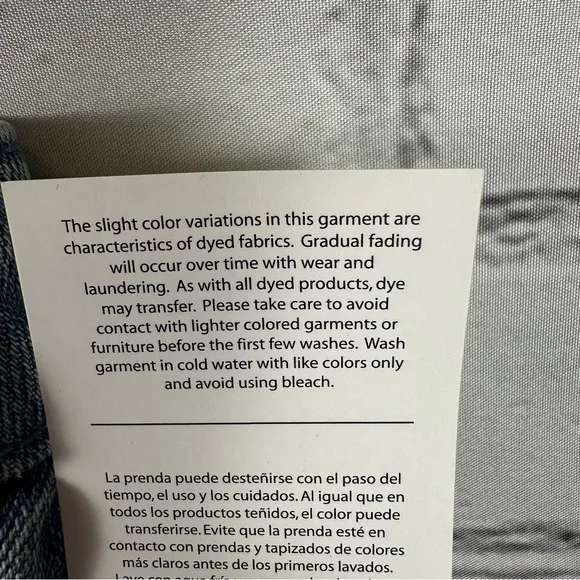 The slight color variations in this garment are
characteristics of dyed fabrics. Gradual fading
will occur over time with wear and
laundering. As with all dyed products, dye
may transfer. Please take care to avoid
contact with lighter colored garments or
furniture before the first few washes. Wash
garment in cold water with like colors only
and avoid using bleach.
La prenda puede desteñirse con el paso del
tiempo, el uso y los cuidados. Al igual que en
todos los productos teñidos, el color puede
transferirse. Evite que la prenda esté en
contacto con prendas y tapizados de colores
más claros antes de los primeros lavados.